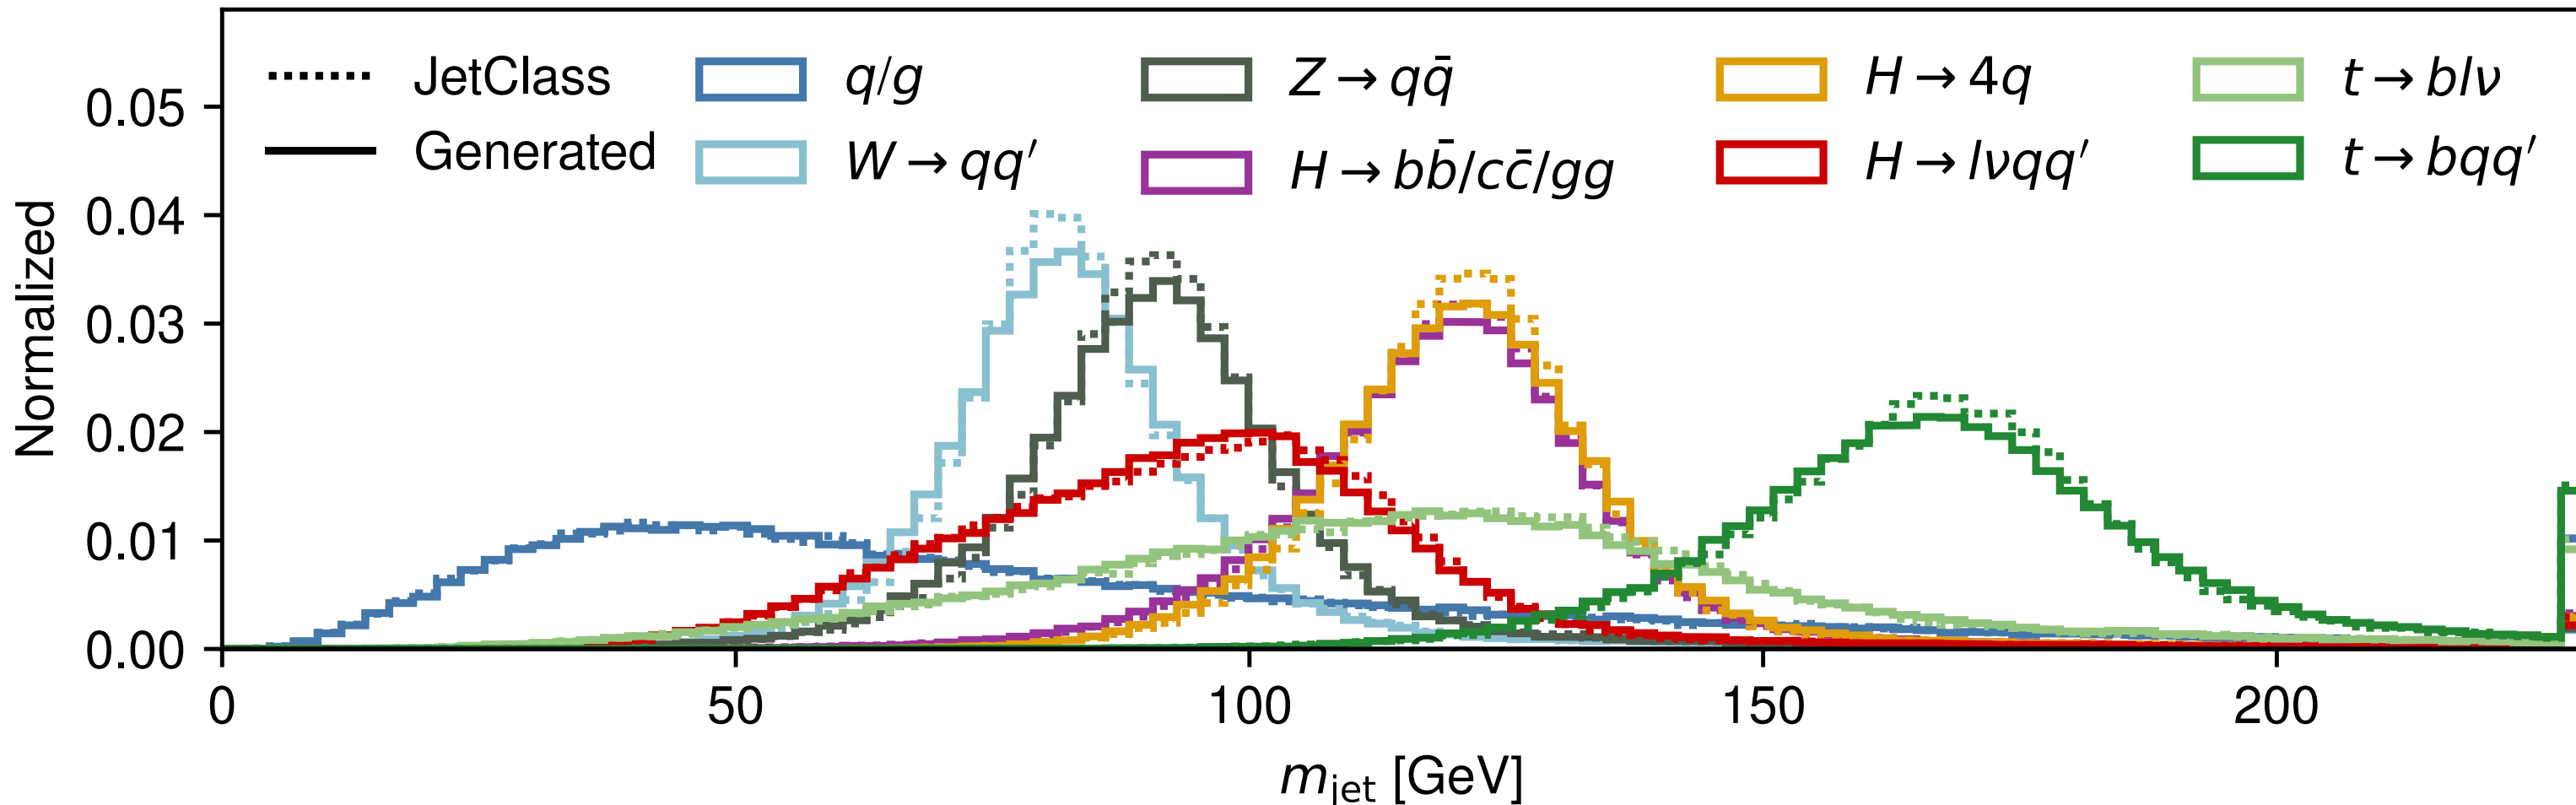 JetClass
Generated
q/g
W → qq′
Z → qq̄
H → bb̄/cc̄/gg
H → 4q
H → lνqq′
t → blν
t → bqq′
Normalized
0.05
0.04
0.03
0.02
0.01
0.00
0 50 100 150 200
m_jet [GeV]